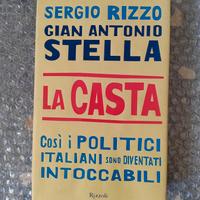 SERGIO RIZZO
GIAN ANTONIO
STELLA
LA CASTA
COSÌ i POLITICI
ITALIANI SONO DIVENTATI
INTOCCABILI
Rizzoli